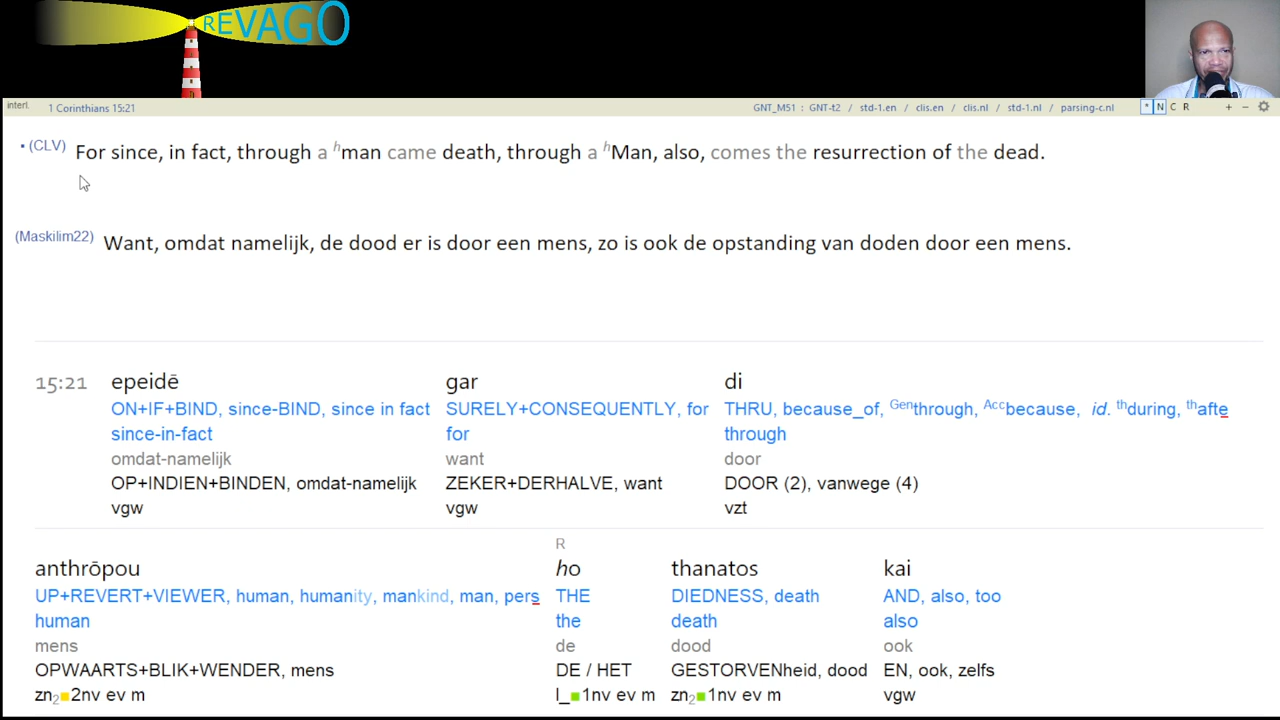 REVAGO
interl. 1 Corinthians 15:21 GNT_M51 : GNT-t2 / std-1.en / clis.en / clis.nl / std-1.nl / parsing-c.nl * N C R + −
• (CLV) For since, in fact, through a hman came death, through a hMan, also, comes the resurrection of the dead.
(Maskilim22) Want, omdat namelijk, de dood er is door een mens, zo is ook de opstanding van doden door een mens.
15:21 epeidē gar di
ON+IF+BIND, since-BIND, since in fact SURELY+CONSEQUENTLY, for THRU, because_of, Genthrough, Accbecause, id. thduring, thafte
since-in-fact for through
omdat-namelijk want door
OP+INDIEN+BINDEN, omdat-namelijk ZEKER+DERHALVE, want DOOR (2), vanwege (4)
vgw vgw vzt
R
anthrōpou ho thanatos kai
UP+REVERT+VIEWER, human, humanity, mankind, man, pers THE DIEDNESS, death AND, also, too
human the death also
mens de dood ook
OPWAARTS+BLIK+WENDER, mens DE / HET GESTORVENheid, dood EN, ook, zelfs
zn2■2nv ev m l_■1nv ev m zn2■1nv ev m vgw